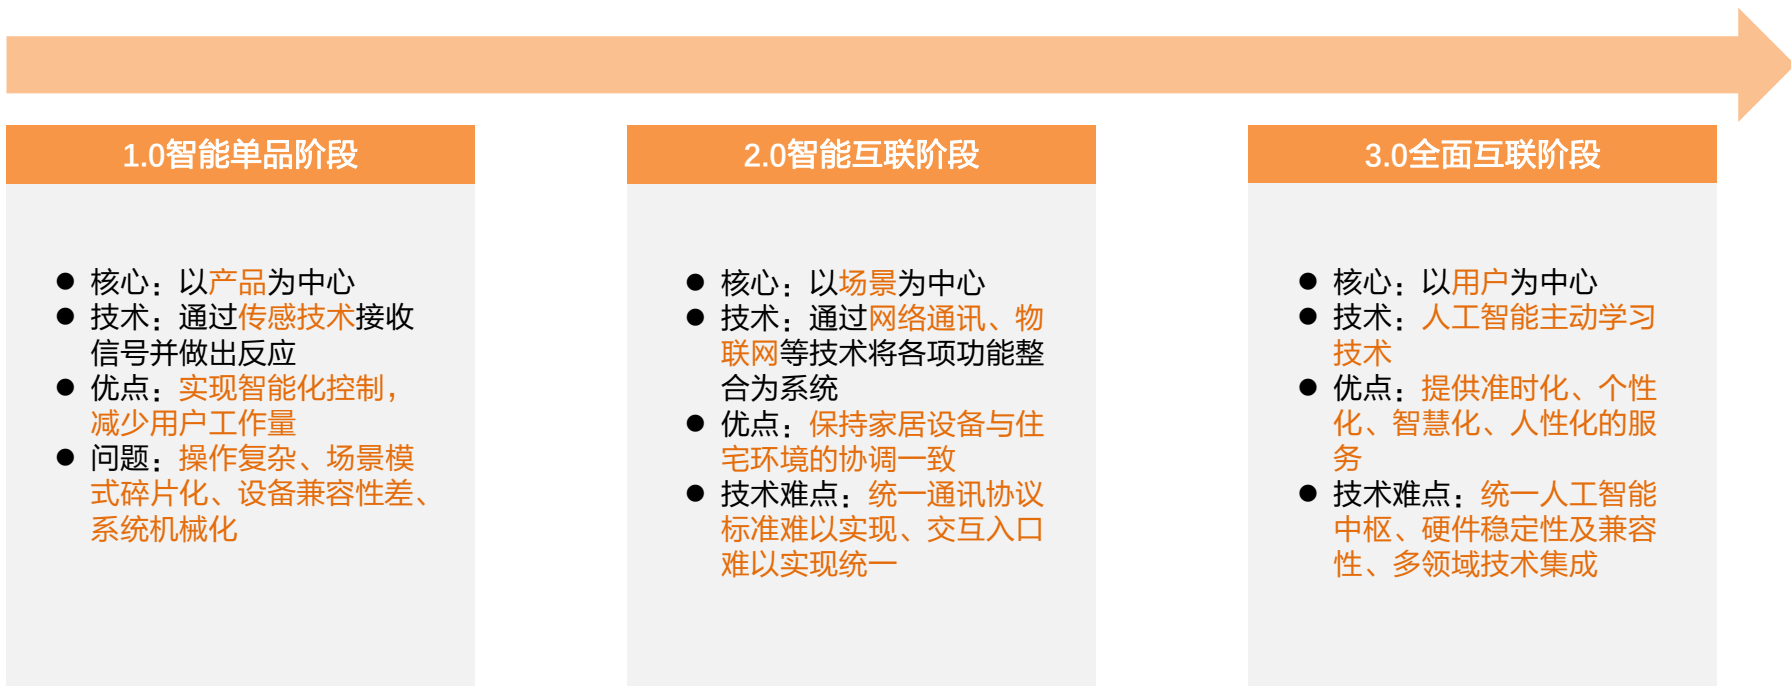 1.0智能单品阶段
● 核心：以产品为中心
● 技术：通过传感技术接收
信号并做出反应
● 优点：实现智能化控制，
减少用户工作量
● 问题：操作复杂、场景模
式碎片化、设备兼容性差、
系统机械化
2.0智能互联阶段
● 核心：以场景为中心
● 技术：通过网络通讯、物
联网等技术将各项功能整
合为系统
● 优点：保持家居设备与住
宅环境的协调一致
● 技术难点：统一通讯协议
标准难以实现、交互入口
难以实现统一
3.0全面互联阶段
● 核心：以用户为中心
● 技术：人工智能主动学习
技术
● 优点：提供准时化、个性
化、智慧化、人性化的服
务
● 技术难点：统一人工智能
中枢、硬件稳定性及兼容
性、多领域技术集成